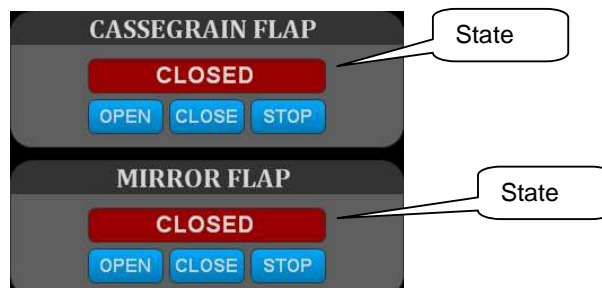 CASSEGRAIN FLAP
State
CLOSED
OPEN CLOSE STOP
MIRROR FLAP
State
CLOSED
OPEN CLOSE STOP